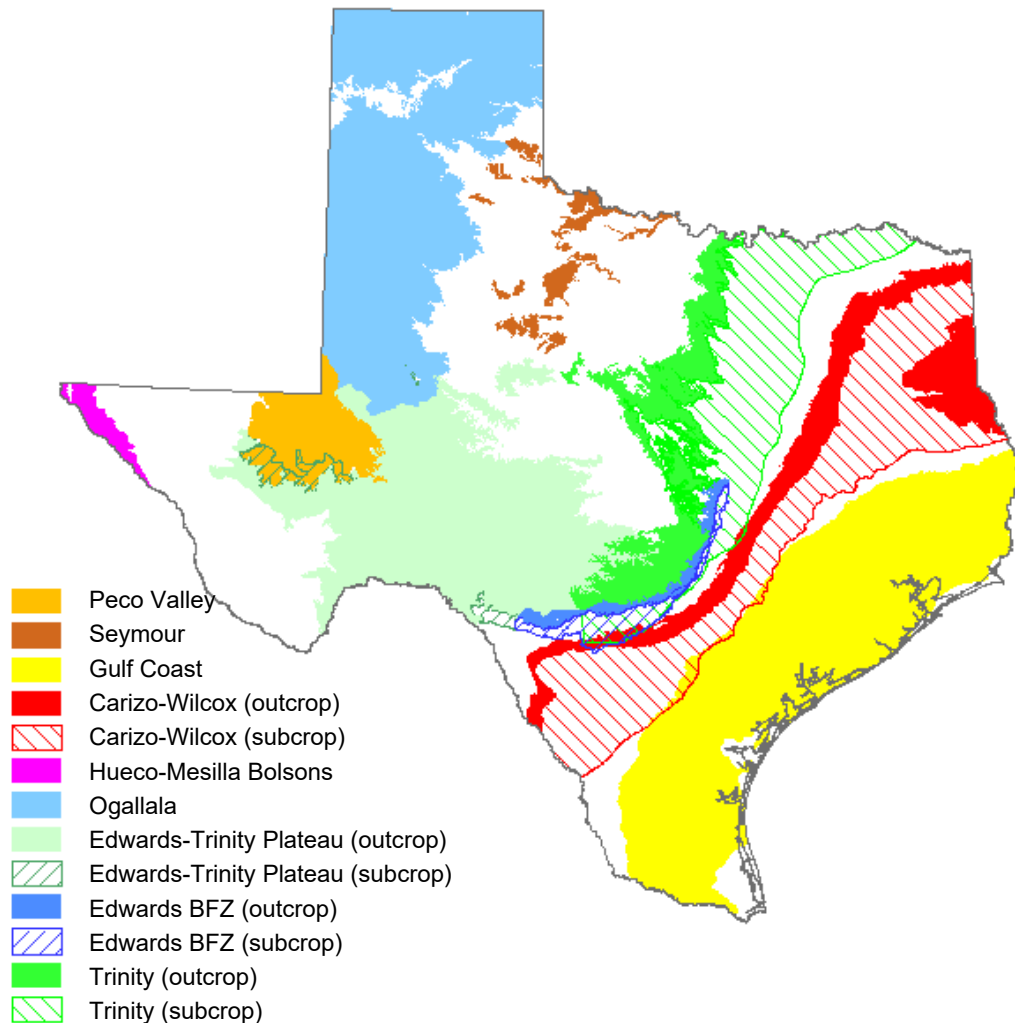 Peco Valley
Seymour
Gulf Coast
Carizo-Wilcox (outcrop)
Carizo-Wilcox (subcrop)
Hueco-Mesilla Bolsons
Ogallala
Edwards-Trinity Plateau (outcrop)
Edwards-Trinity Plateau (subcrop)
Edwards BFZ (outcrop)
Edwards BFZ (subcrop)
Trinity (outcrop)
Trinity (subcrop)